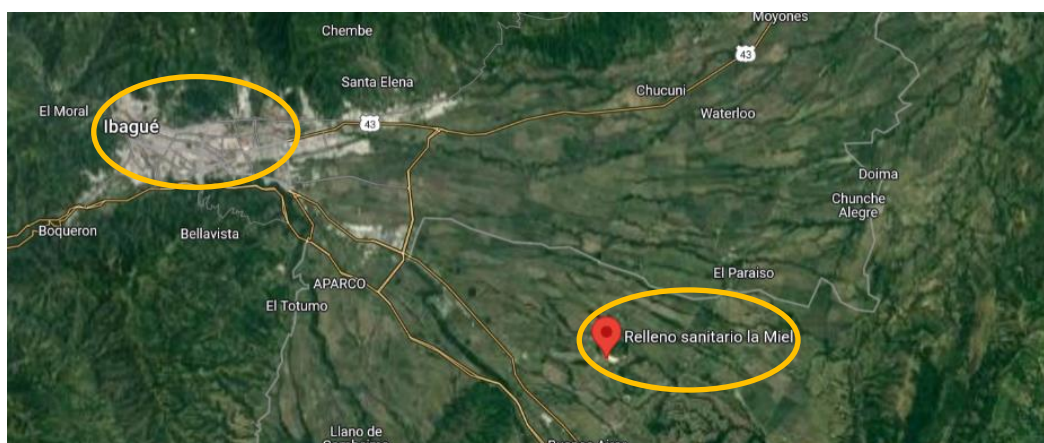 Moyones
Chembe
43
Santa Elena
Chucuni
El Moral
Waterloo
Ibagué
43
Doima
Chunche
Alegre
Boqueron
Bellavista
El Paraiso
APARCO
El Totumo
Relleno sanitario la Miel
Llano de